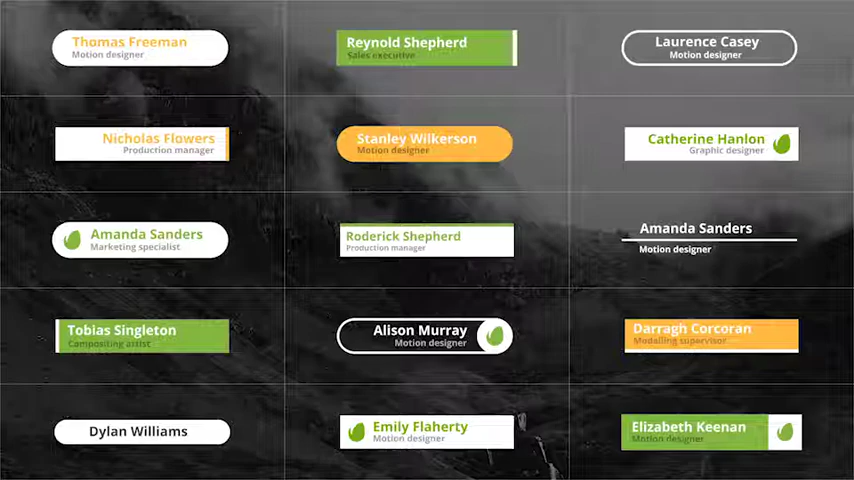 Thomas Freeman
Motion designer
Reynold Shepherd
Sales executive
Laurence Casey
Motion designer
Nicholas Flowers
Production manager
Stanley Wilkerson
Motion designer
Catherine Hanlon
Graphic designer
Amanda Sanders
Marketing specialist
Roderick Shepherd
Production manager
Amanda Sanders
Motion designer
Tobias Singleton
Compositing artist
Alison Murray
Motion designer
Darragh Corcoran
Modelling supervisor
Dylan Williams
Emily Flaherty
Motion designer
Elizabeth Keenan
Motion designer